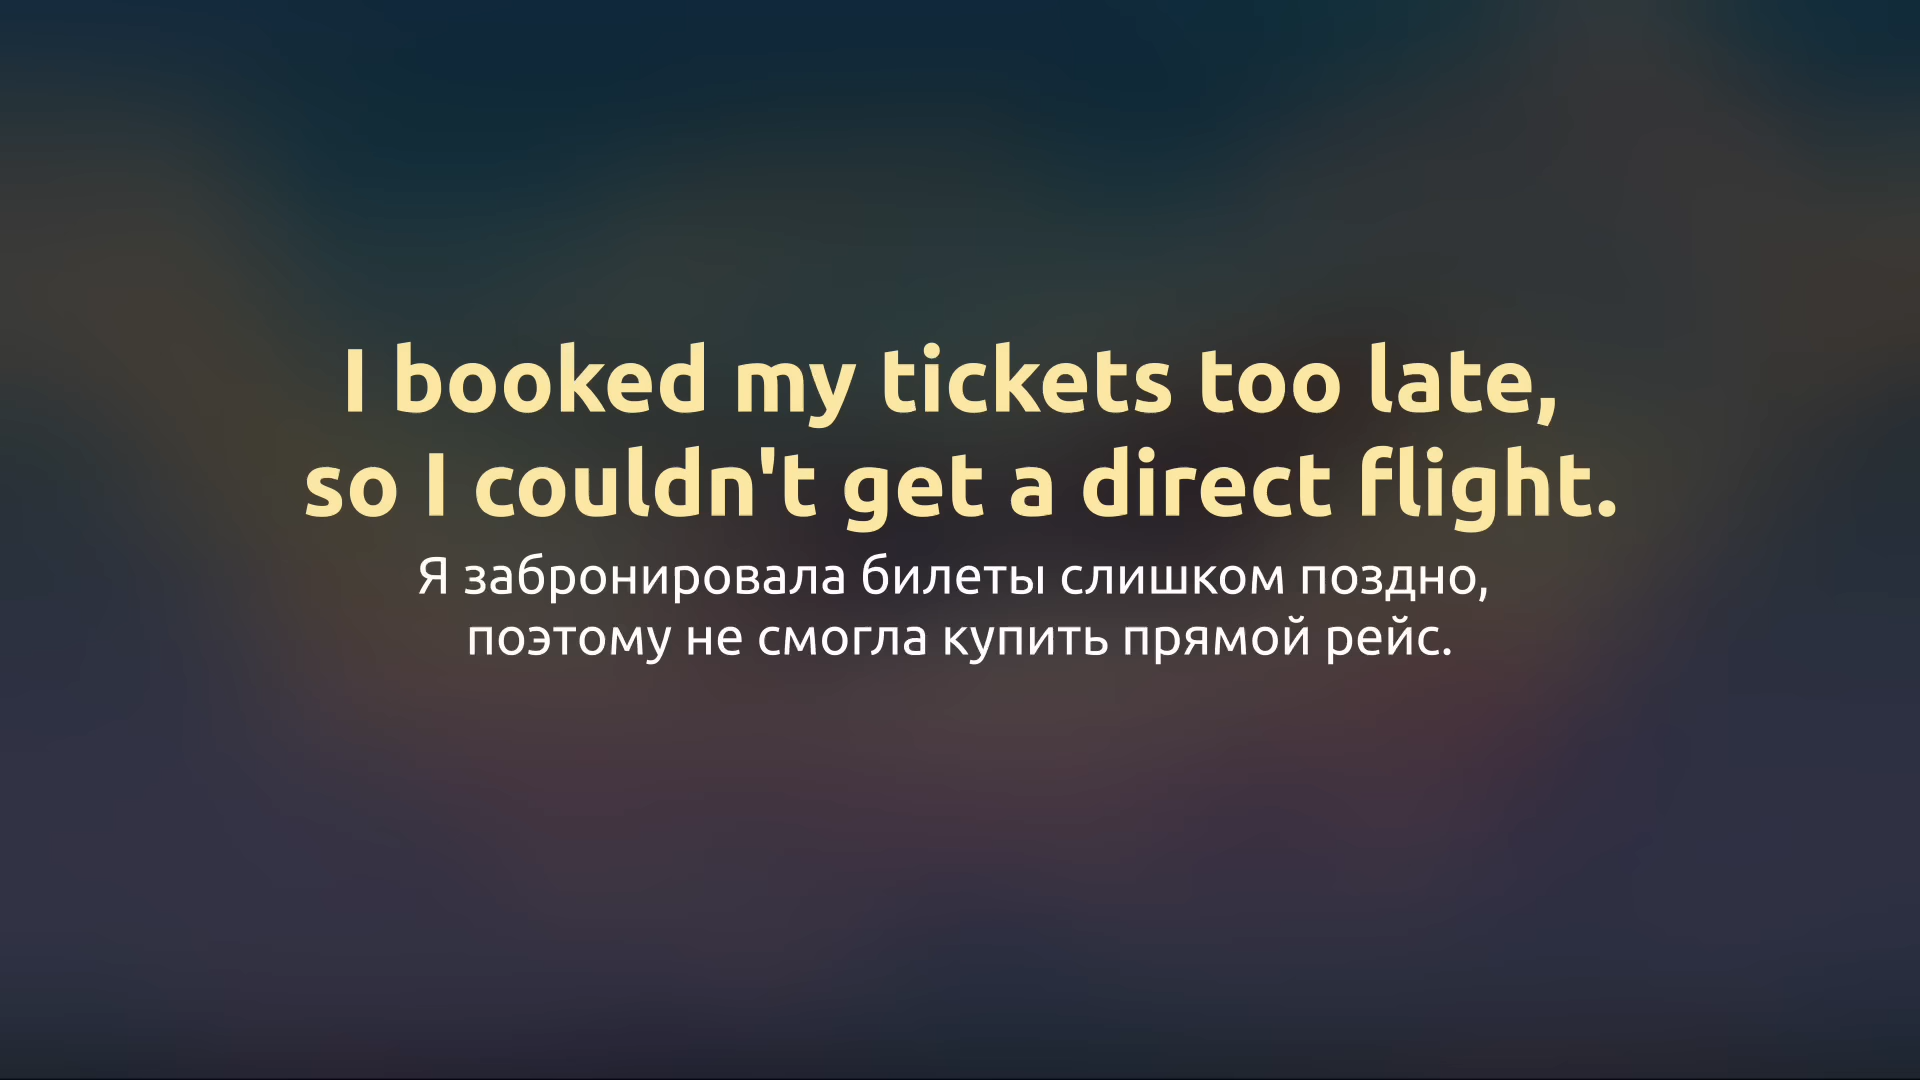 I booked my tickets too late,
so I couldn't get a direct flight.
Я забронировала билеты слишком поздно,
поэтому не смогла купить прямой рейс.